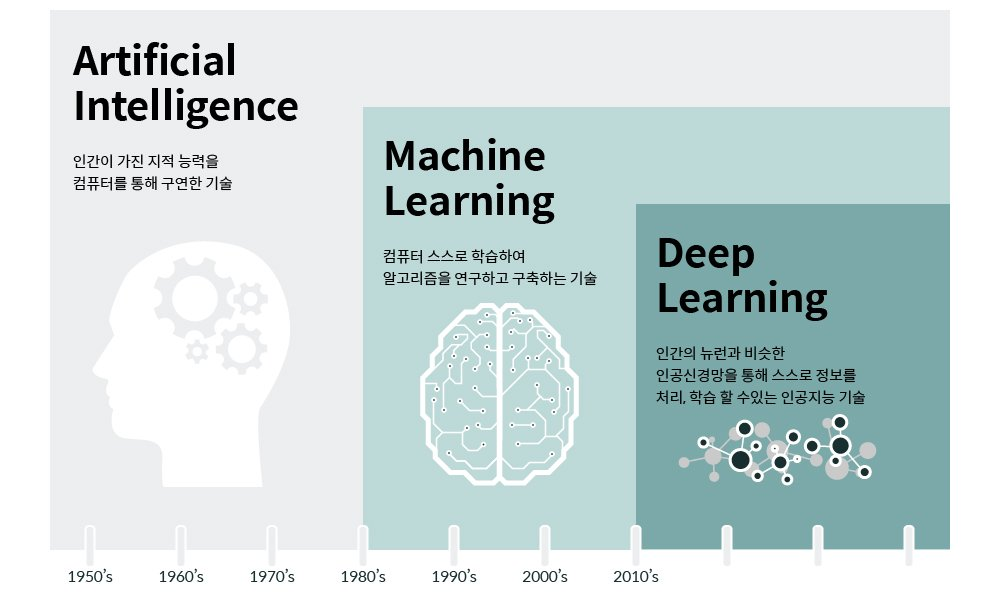 Artificial
Intelligence
인간이 가진 지적 능력을
컴퓨터를 통해 구연한 기술
Machine
Learning
컴퓨터 스스로 학습하여
알고리즘을 연구하고 구축하는 기술
Deep
Learning
인간의 뉴런과 비슷한
인공신경망을 통해 스스로 정보를
처리, 학습 할 수있는 인공지능 기술
1950’s 1960’s 1970’s 1980’s 1990’s 2000’s 2010’s